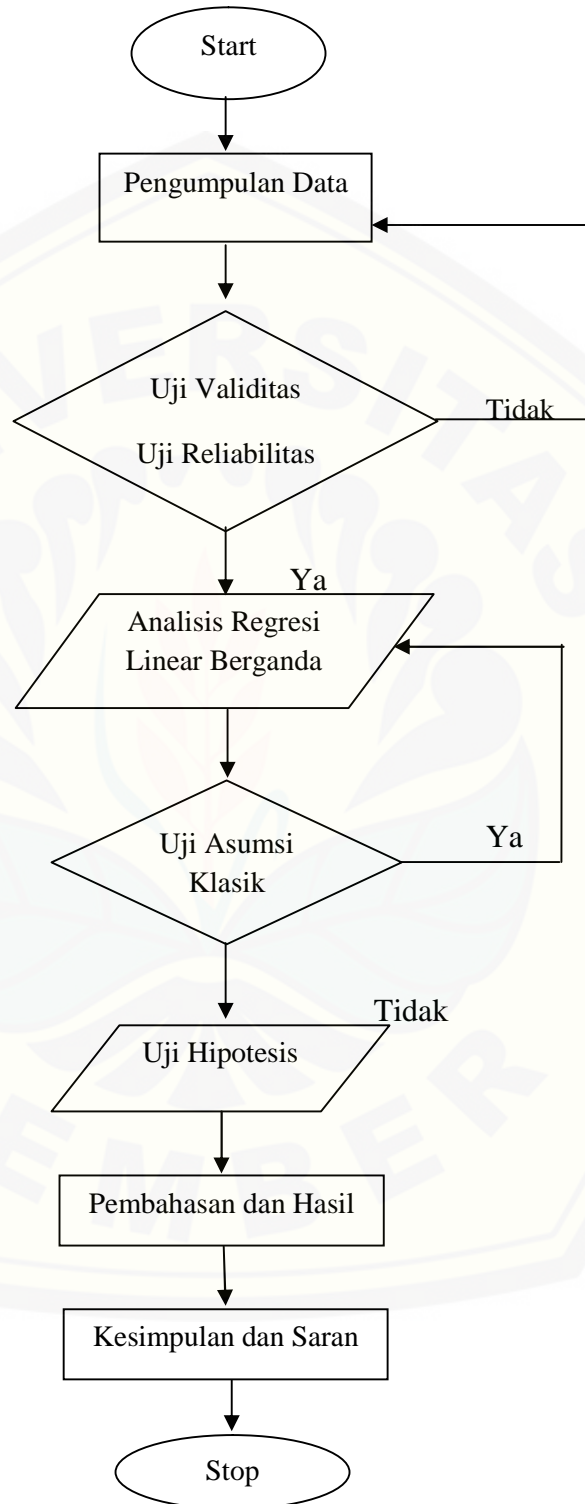 Start
Pengumpulan Data
Uji Validitas
Tidak
Uji Reliabilitas
Ya
Analisis Regresi
Linear Berganda
Uji Asumsi
Klasik
Ya
Tidak
Uji Hipotesis
Pembahasan dan Hasil
Kesimpulan dan Saran
Stop